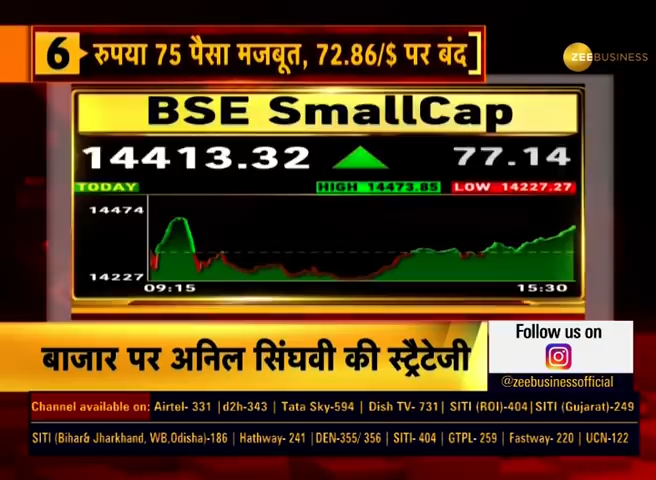 6 रुपया 75 पैसा मजबूत, 72.86/$ पर बंद
ZEEBUSINESS
BSE SmallCap
14413.32 77.14
TODAY HIGH 14473.85 LOW 14227.27
14474
14227
09:15 15:30
बाजार पर अनिल सिंघवी की स्ट्रैटेजी
Follow us on
@zeebusinessofficial
Channel available on: Airtel- 331 |d2h-343 | Tata Sky-594 | Dish TV- 731| SITI (ROI)-404|SITI (Gujarat)-249
SITI (Bihar& Jharkhand, WB,Odisha)-186 | Hathway- 241 |DEN-355/ 356 | SITI- 404 | GTPL- 259 | Fastway- 220 | UCN-122